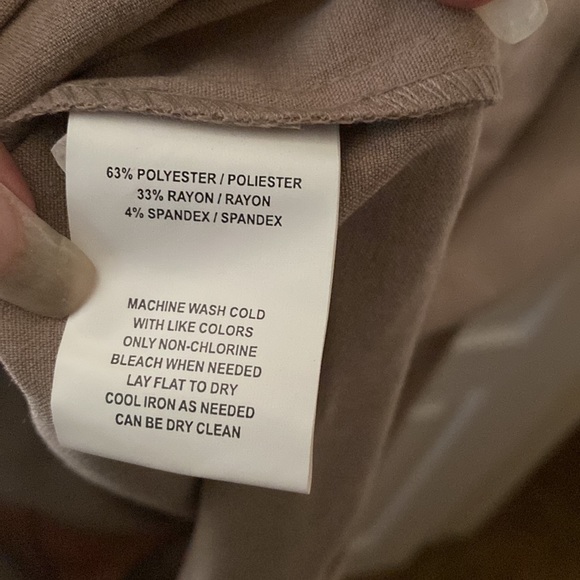 63% POLYESTER / POLIESTER
33% RAYON / RAYON
4% SPANDEX / SPANDEX
MACHINE WASH COLD
WITH LIKE COLORS
ONLY NON-CHLORINE
BLEACH WHEN NEEDED
LAY FLAT TO DRY
COOL IRON AS NEEDED
CAN BE DRY CLEAN